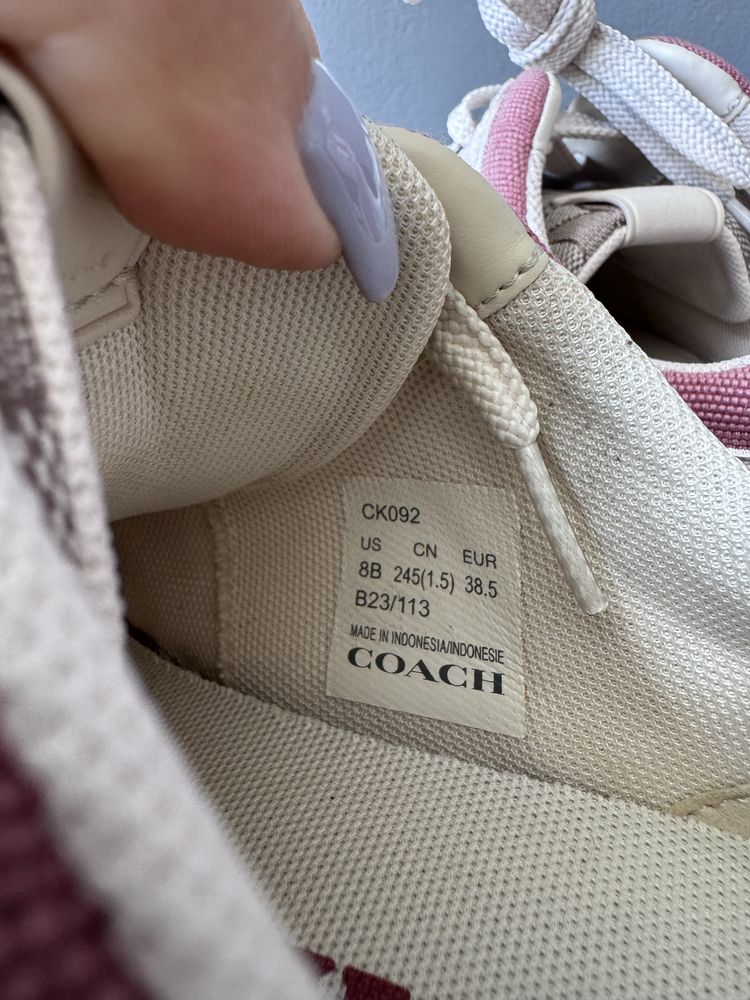 CK092
US CN EUR
8B 245(1.5) 38.5
B23/113
MADE IN INDONESIA/INDONESIE
COACH